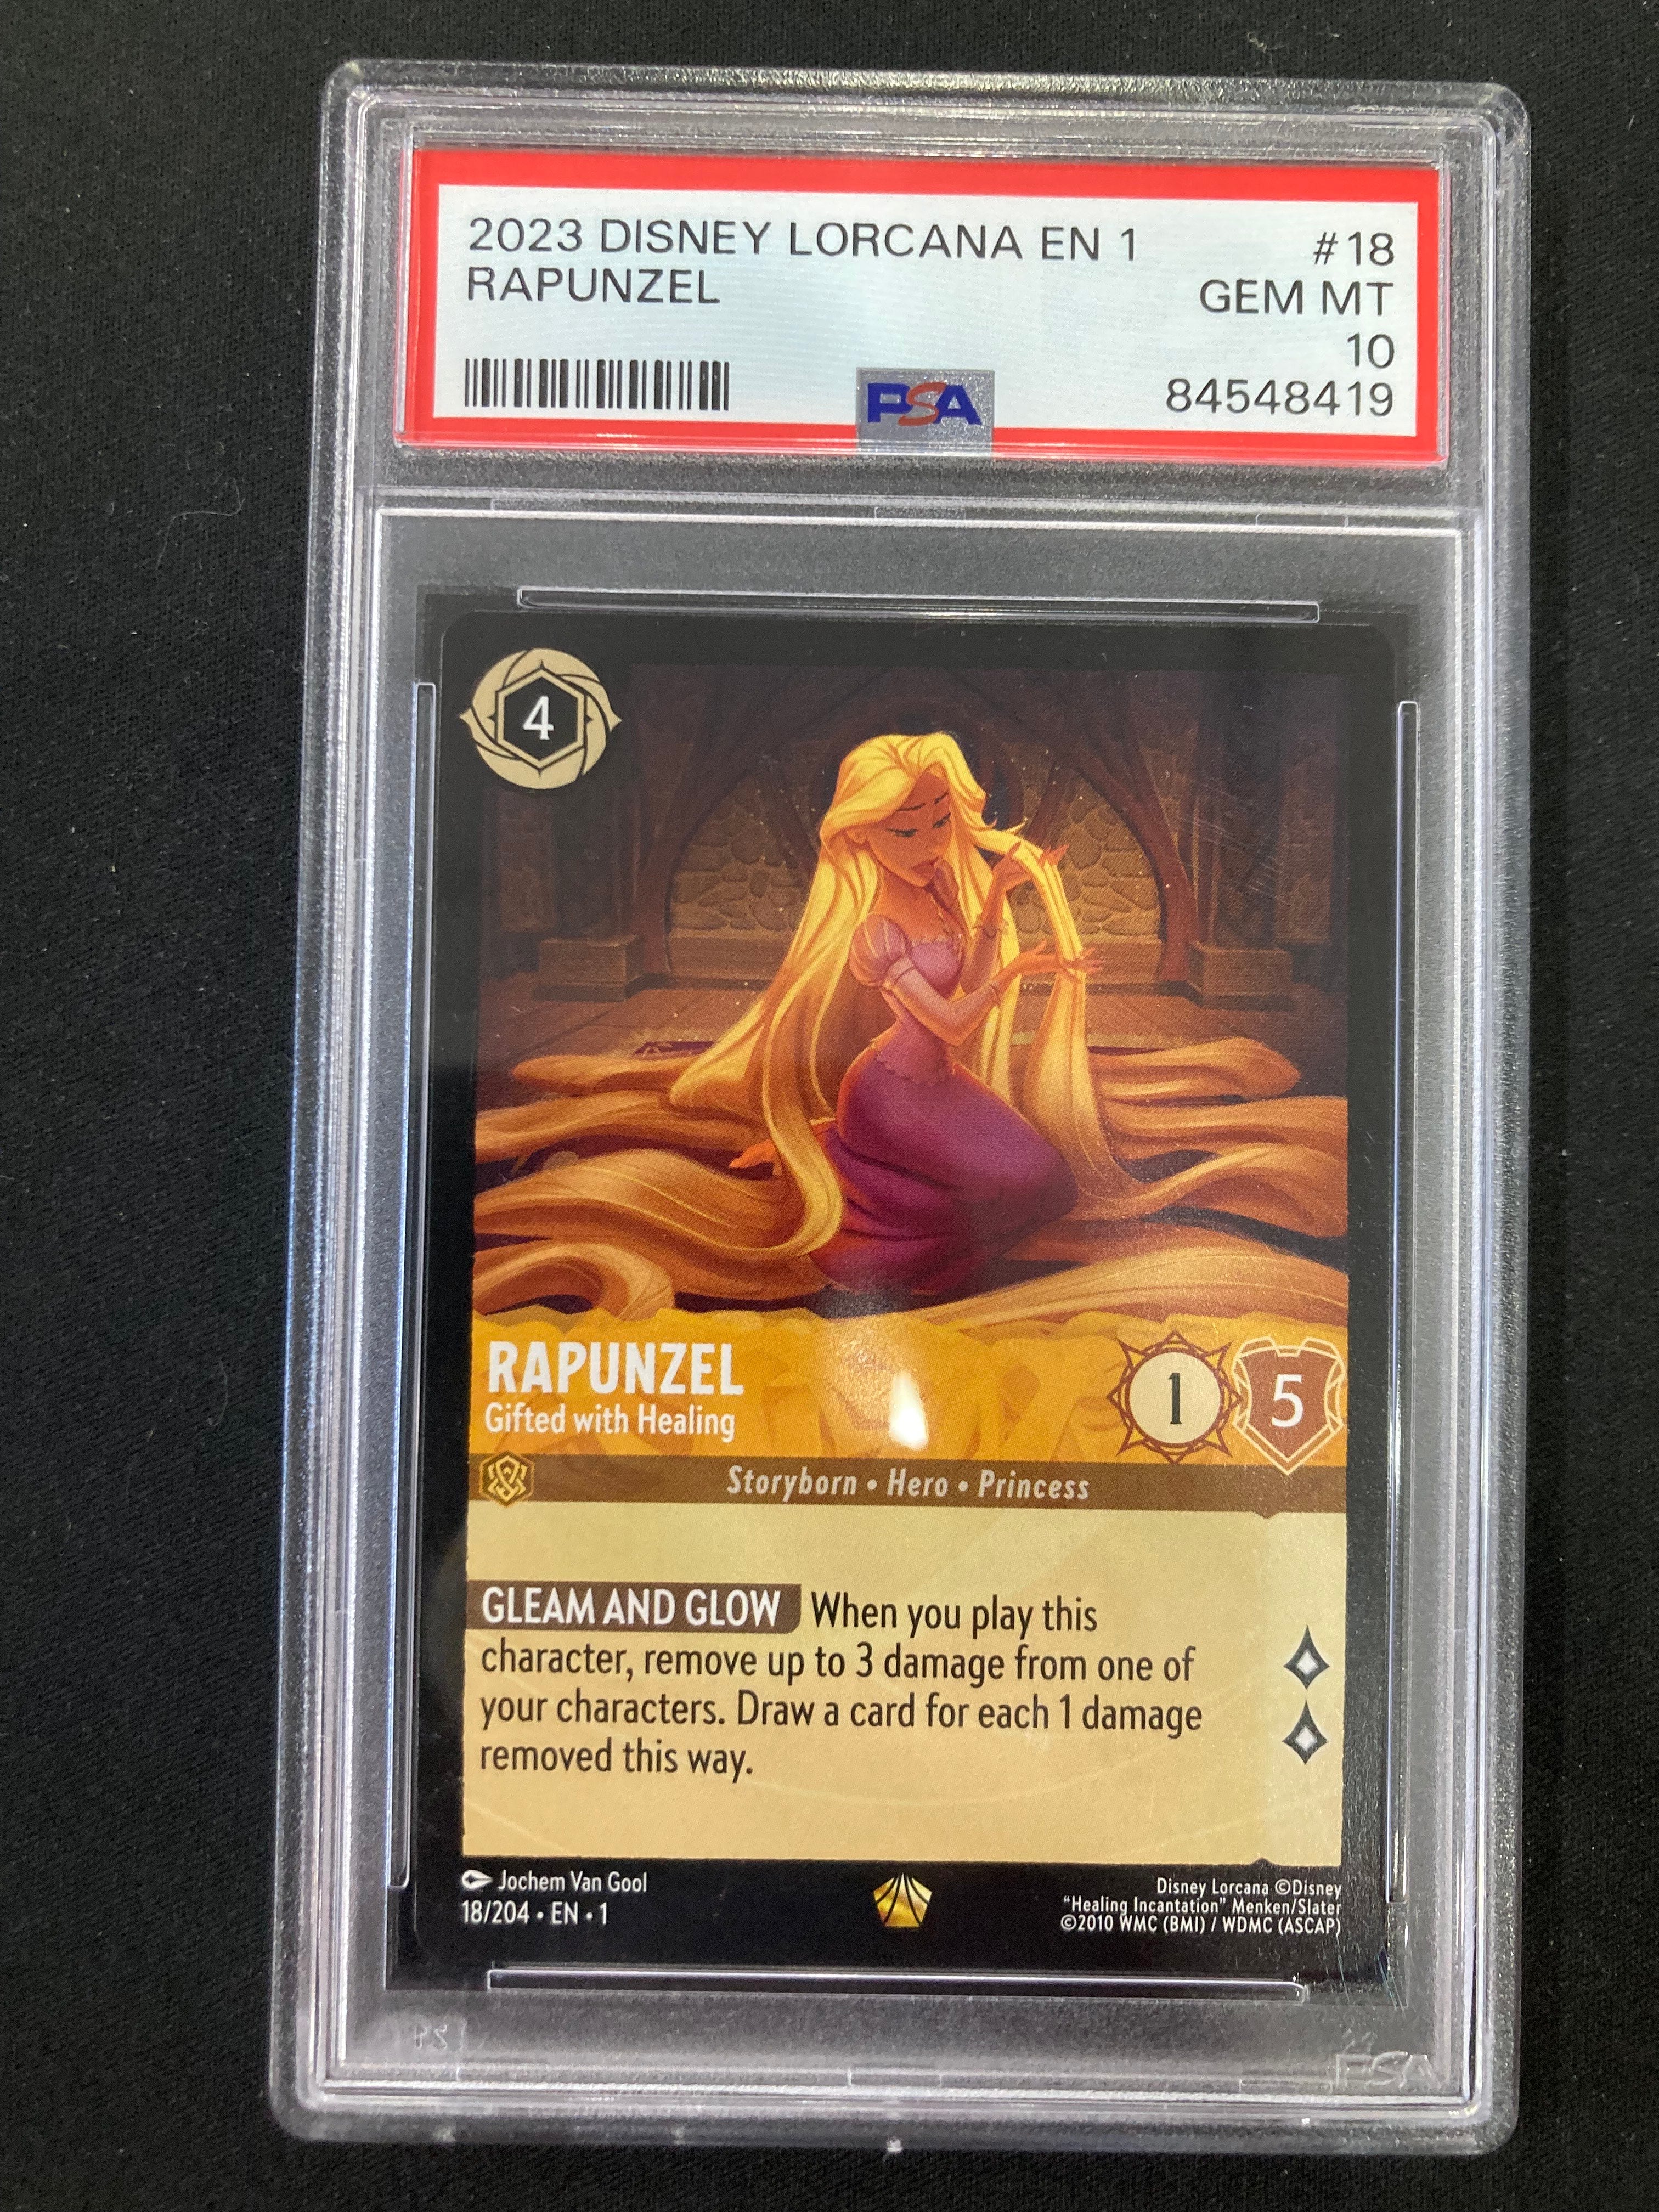 2023 DISNEY LORCANA EN 1 #18
RAPUNZEL GEM MT
10
PSA 84548419
4
RAPUNZEL
Gifted with Healing
1 5
Storyborn • Hero • Princess
GLEAM AND GLOW When you play this
character, remove up to 3 damage from one of
your characters. Draw a card for each 1 damage
removed this way.
Jochem Van Gool
18/204 • EN • 1
Disney Lorcana ©Disney
"Healing Incantation" Menken/Slater
©2010 WMC (BMI) / WDMC (ASCAP)
PSA